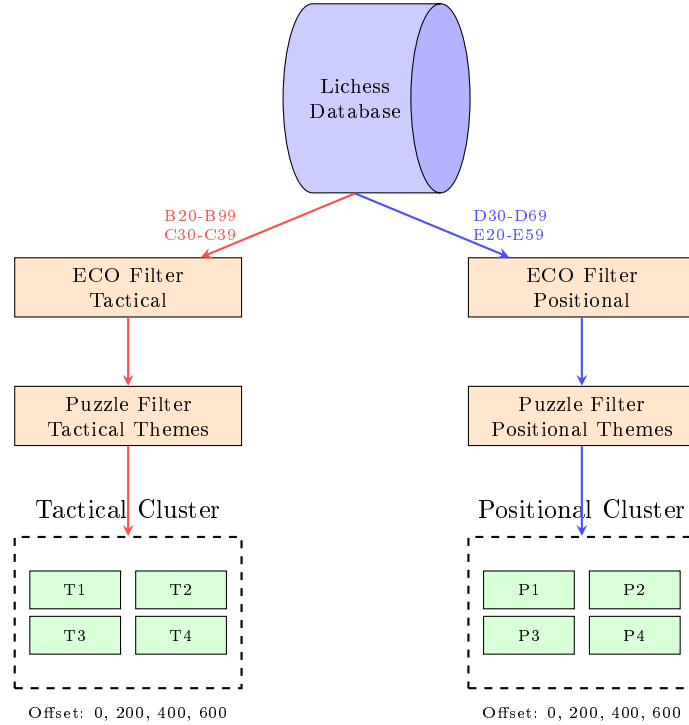 Lichess
Database
B20-B99
C30-C39
D30-D69
E20-E59
ECO Filter
Tactical
ECO Filter
Positional
Puzzle Filter
Tactical Themes
Puzzle Filter
Positional Themes
Tactical Cluster
Positional Cluster
T1 T2
T3 T4
P1 P2
P3 P4
Offset: 0, 200, 400, 600
Offset: 0, 200, 400, 600